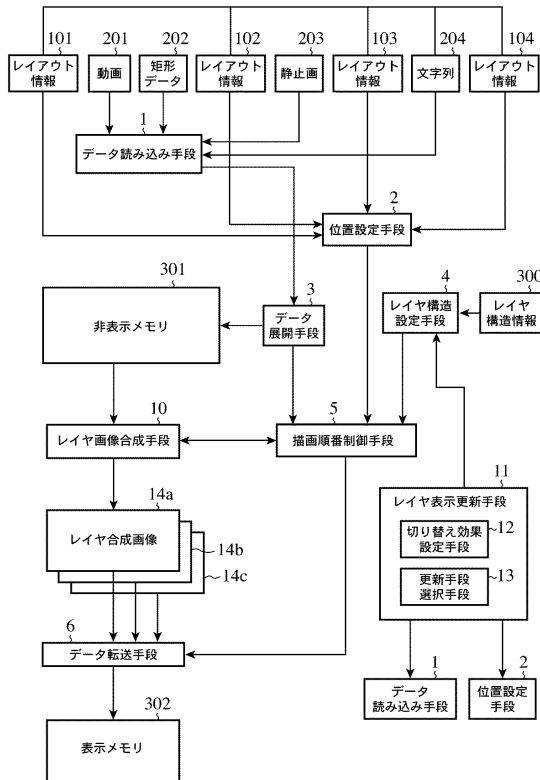 101 201 202 102 203 103 204 104
レイアウト
情報
動画
矩形
データ
レイアウト
情報
静止画
レイアウト
情報
文字列
レイアウト
情報
1
データ読み込み手段
2
位置設定手段
301
非表示メモリ
3
データ
展開手段
4
レイヤ構造
設定手段
300
レイヤ
構造情報
10
レイヤ画像合成手段
5
描画順番制御手段
14a
レイヤ合成画像
14b
14c
11
レイヤ表示更新手段
切り替え効果
設定手段
12
更新手段
選択手段
13
6
データ転送手段
1
データ
読み込み手段
2
位置設定
手段
302
表示メモリ